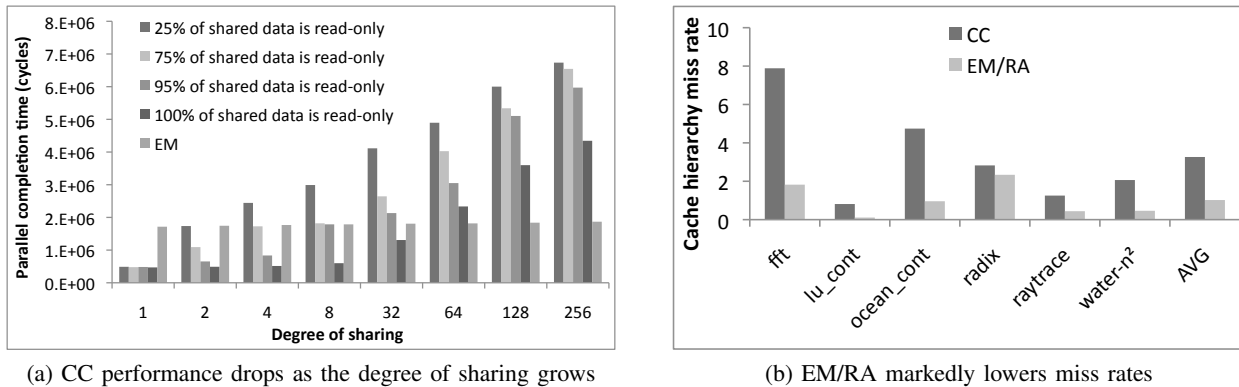 8.E+06
7.E+06
6.E+06
5.E+06
4.E+06
3.E+06
2.E+06
1.E+06
0.E+00
Parallel completion time (cycles)
25% of shared data is read-only
75% of shared data is read-only
95% of shared data is read-only
100% of shared data is read-only
EM
1 2 4 8 32 64 128 256
Degree of sharing
(a) CC performance drops as the degree of sharing grows
10
8
6
4
2
0
Cache hierarchy miss rate
CC
EM/RA
fft
lu_cont
ocean_cont
radix
raytrace
water-n²
AVG
(b) EM/RA markedly lowers miss rates